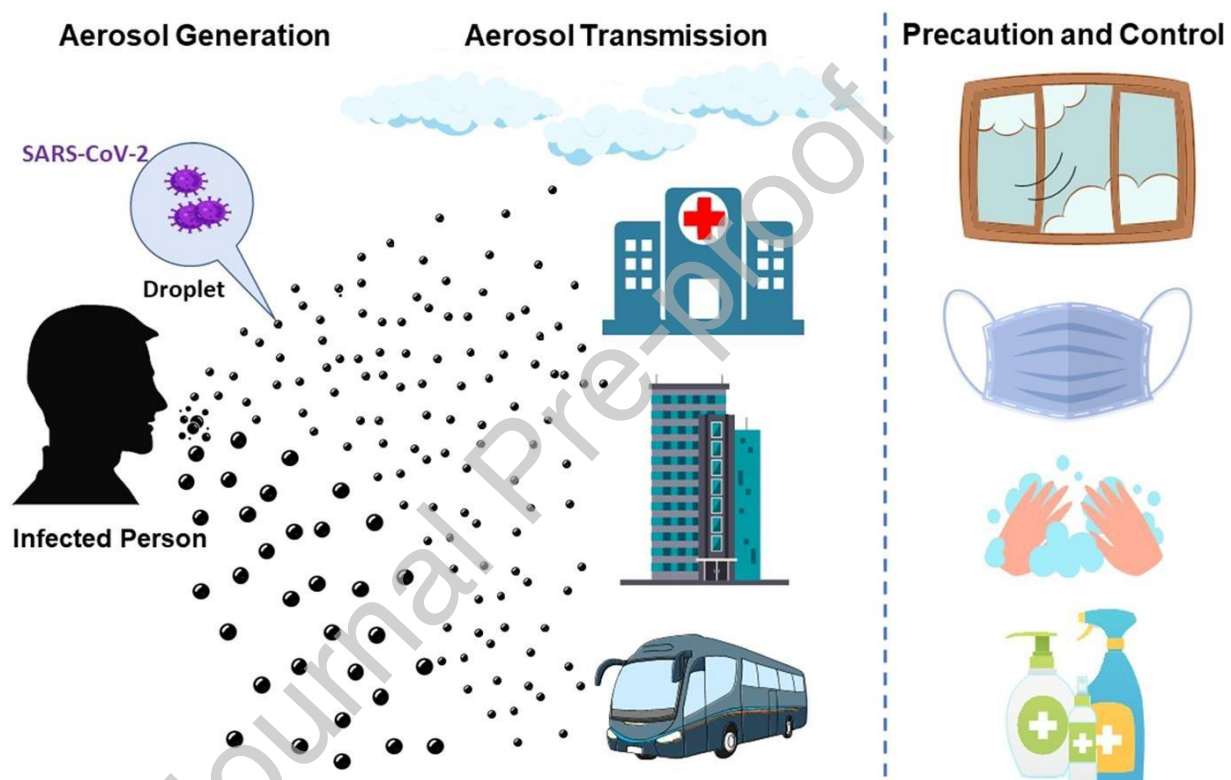 Aerosol Generation
Aerosol Transmission
Precaution and Control
SARS-CoV-2
Droplet
Infected Person
Journal Pre-proof